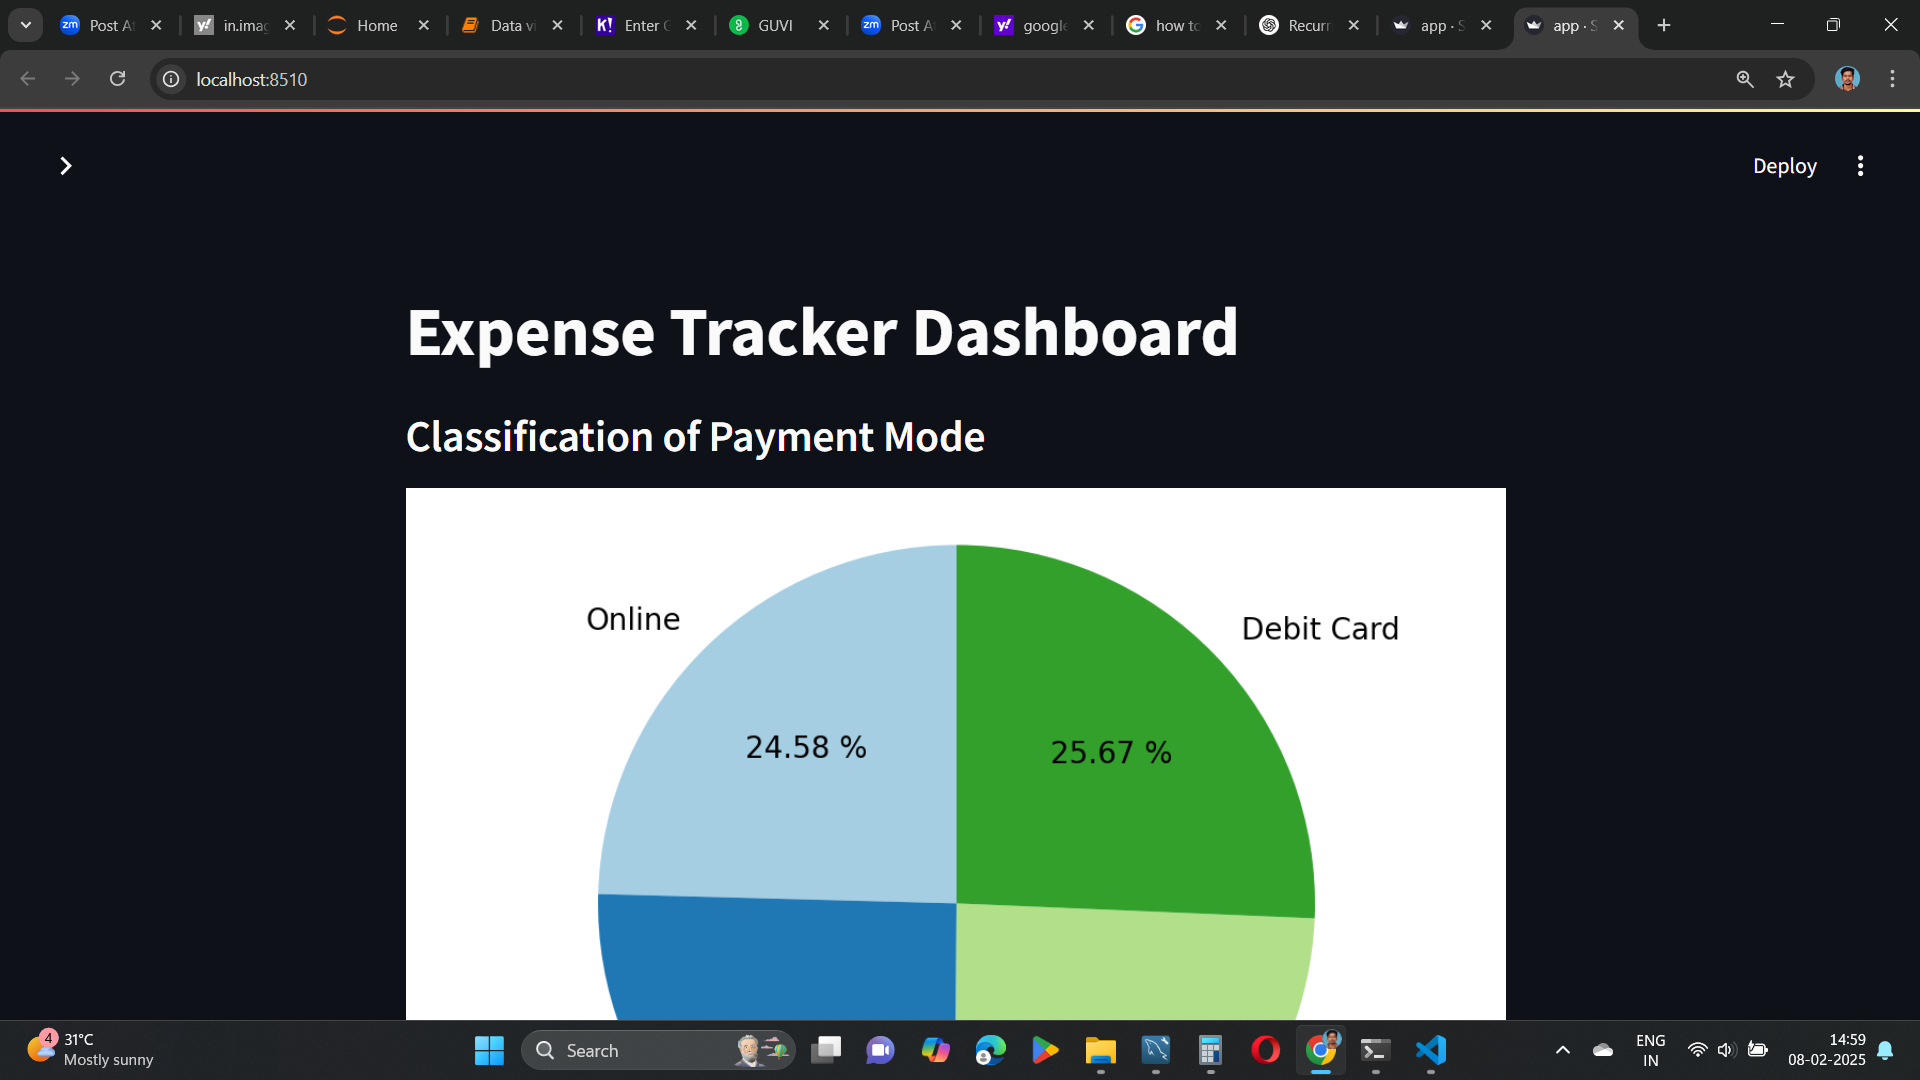 Post A
in.imag
Home
Data vi
Enter G
GUVI
Post A
google
how to
Recurr
app · S
app · S
localhost:8510
Deploy
Expense Tracker Dashboard
Classification of Payment Mode
Online
Debit Card
24.58 %
25.67 %
4
31°C
Mostly sunny
Search
ENG
IN
14:59
08-02-2025